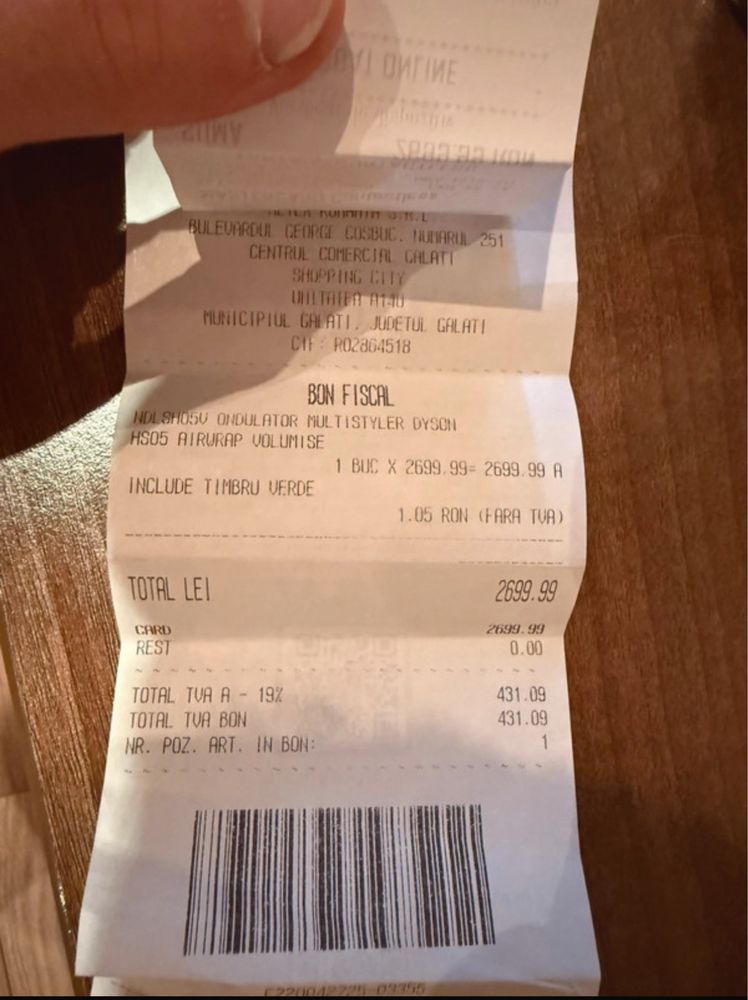 ALTEX ROMANIA S.R.L.
BULEVARDUL GEORGE COSBUC, NUMARUL 251
CENTRUL COMERCIAL GALATI
SHOPPING CITY
UNITATEA A140
MUNICIPIUL GALATI, JUDETUL GALATI
CIF: RO2864518
BON FISCAL
NDLSHO5V ONDULATOR MULTISTYLER DYSON
HS05 AIRWRAP VOLUMISE
1 BUC X 2699.99= 2699.99 A
INCLUDE TIMBRU VERDE
1.05 RON (FARA TVA)
TOTAL LEI 2699.99
CARD 2699.99
REST 0.00
TOTAL TVA A - 19% 431.09
TOTAL TVA BON 431.09
NR. POZ. ART. IN BON: 1